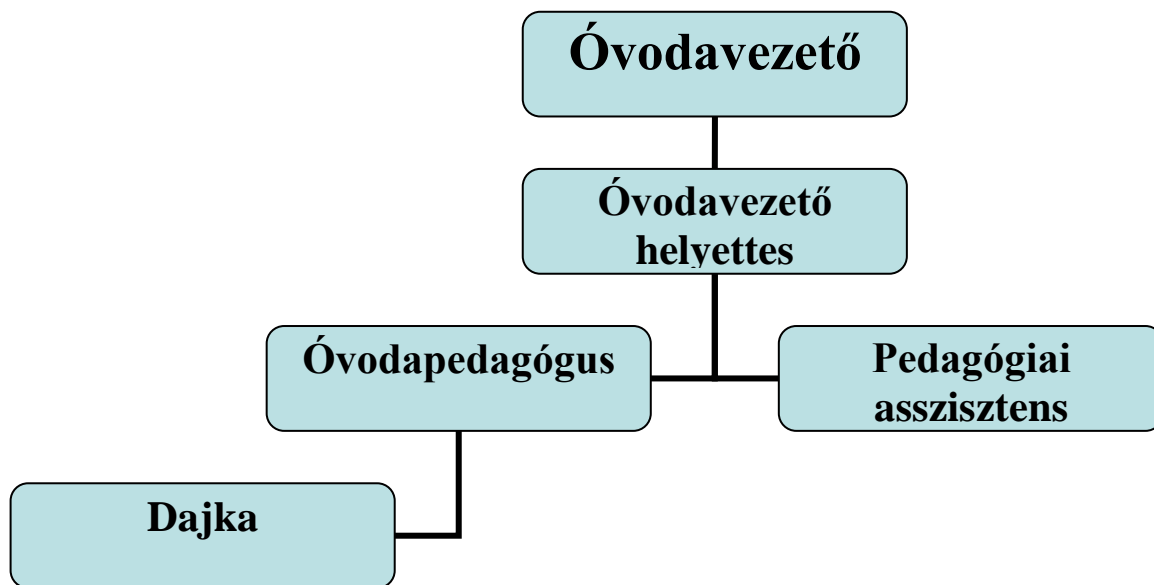 Óvodavezető
Óvodavezető
helyettes
Óvodapedagógus
Pedagógiai
asszisztens
Dajka